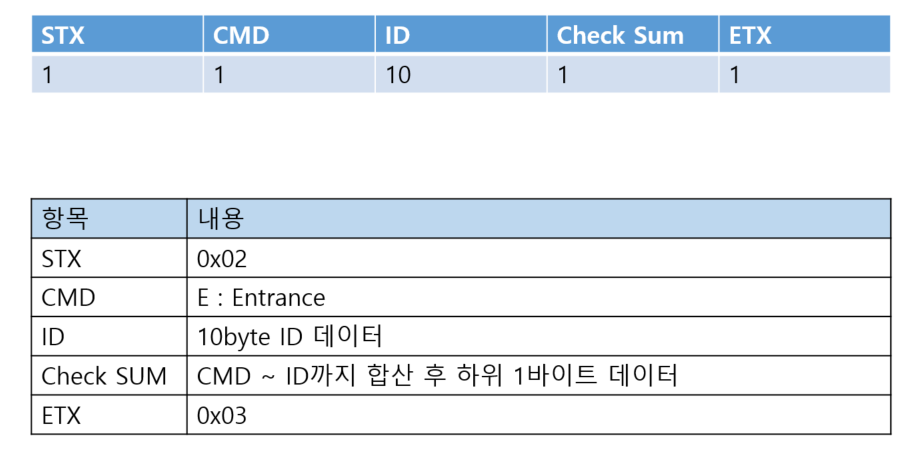 STX CMD ID Check Sum ETX
1 1 10 1 1
항목 내용
STX 0x02
CMD E : Entrance
ID 10byte ID 데이터
Check SUM CMD ~ ID까지 합산 후 하위 1바이트 데이터
ETX 0x03